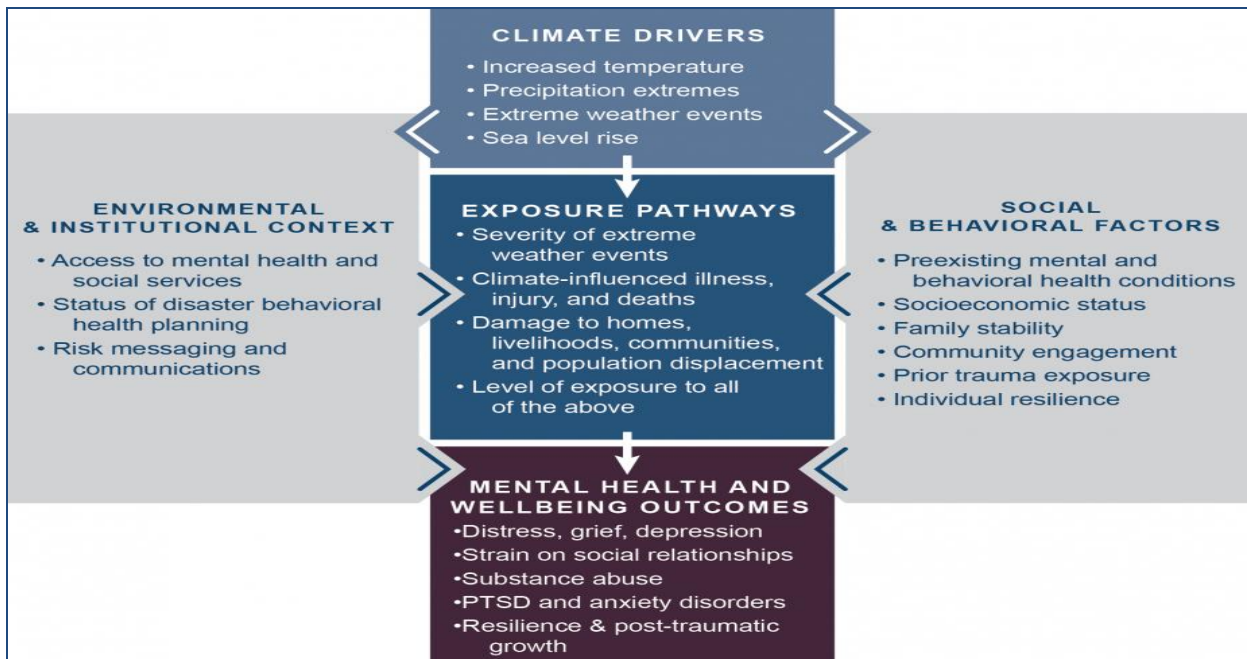 CLIMATE DRIVERS
• Increased temperature
• Precipitation extremes
• Extreme weather events
• Sea level rise
ENVIRONMENTAL
& INSTITUTIONAL CONTEXT
• Access to mental health and
social services
• Status of disaster behavioral
health planning
• Risk messaging and
communications
EXPOSURE PATHWAYS
• Severity of extreme
weather events
• Climate-influenced illness,
injury, and deaths
• Damage to homes,
livelihoods, communities,
and population displacement
• Level of exposure to all
of the above
SOCIAL
& BEHAVIORAL FACTORS
• Preexisting mental and
behavioral health conditions
• Socioeconomic status
• Family stability
• Community engagement
• Prior trauma exposure
• Individual resilience
MENTAL HEALTH AND
WELLBEING OUTCOMES
•Distress, grief, depression
•Strain on social relationships
•Substance abuse
•PTSD and anxiety disorders
•Resilience & post-traumatic
growth